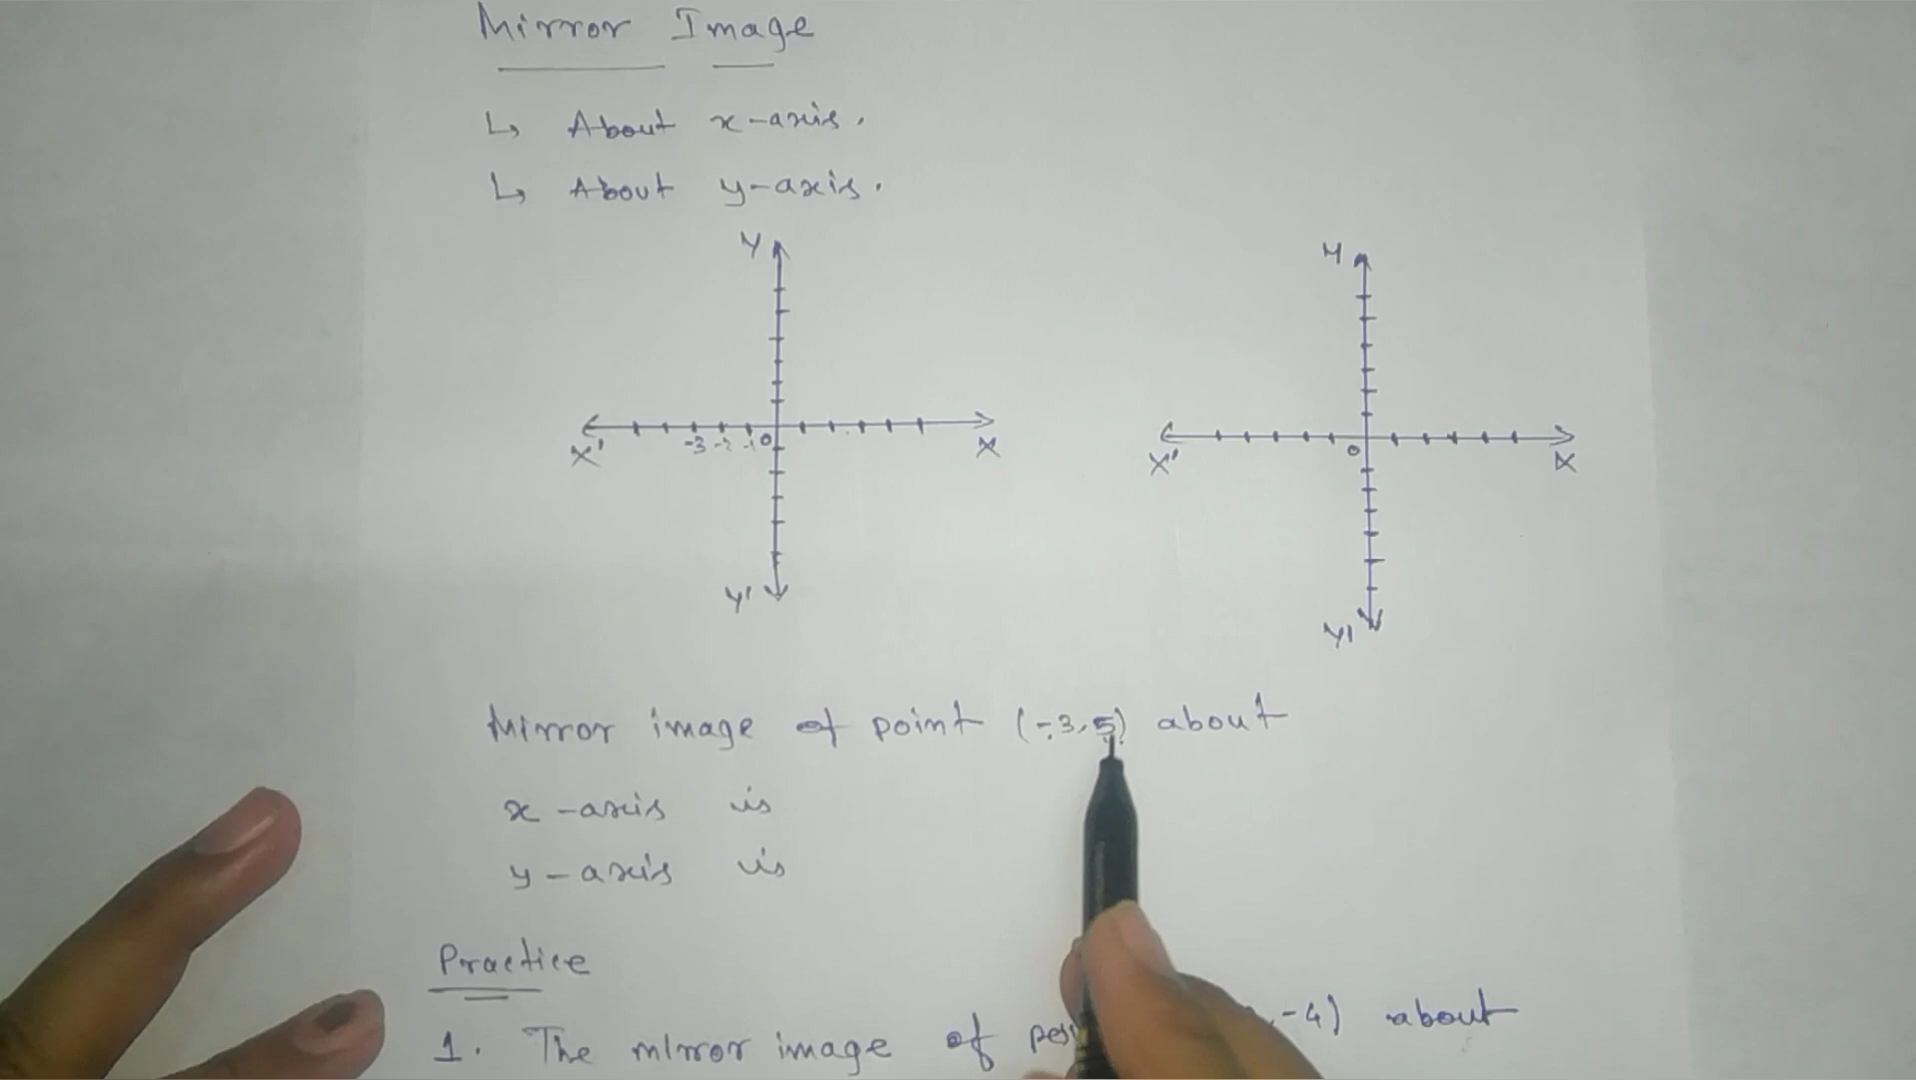 Mirror Image
↳ About x-axis.
↳ About y-axis.
Y
X' -3 -2 -1 0 X
Y'
Y
X' 0 X
Y'
Mirror image of point (-3,5) about
x-axis is
y-axis is
Practice
1. The mirror image of -4) about